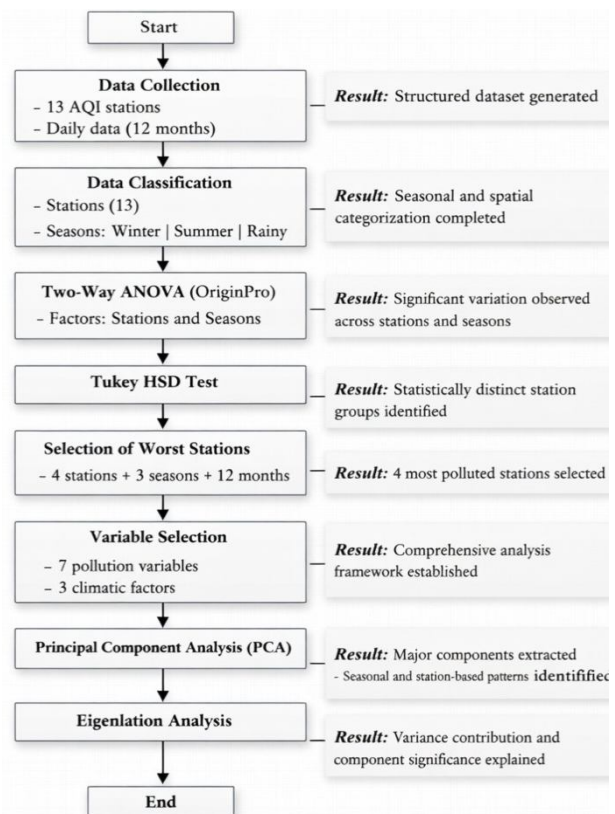 Start
Data Collection
- 13 AQI stations
- Daily data (12 months)
Result: Structured dataset generated
Data Classification
- Stations (13)
- Seasons: Winter | Summer | Rainy
Result: Seasonal and spatial
categorization completed
Two-Way ANOVA (OriginPro)
- Factors: Stations and Seasons
Result: Significant variation observed
across stations and seasons
Tukey HSD Test
Result: Statistically distinct station
groups identified
Selection of Worst Stations
- 4 stations + 3 seasons + 12 months
Result: 4 most polluted stations selected
Variable Selection
- 7 pollution variables
- 3 climatic factors
Result: Comprehensive analysis
framework established
Principal Component Analysis (PCA)
Result: Major components extracted
- Seasonal and station-based patterns identifified
Eigenlation Analysis
Result: Variance contribution and
component significance explained
End